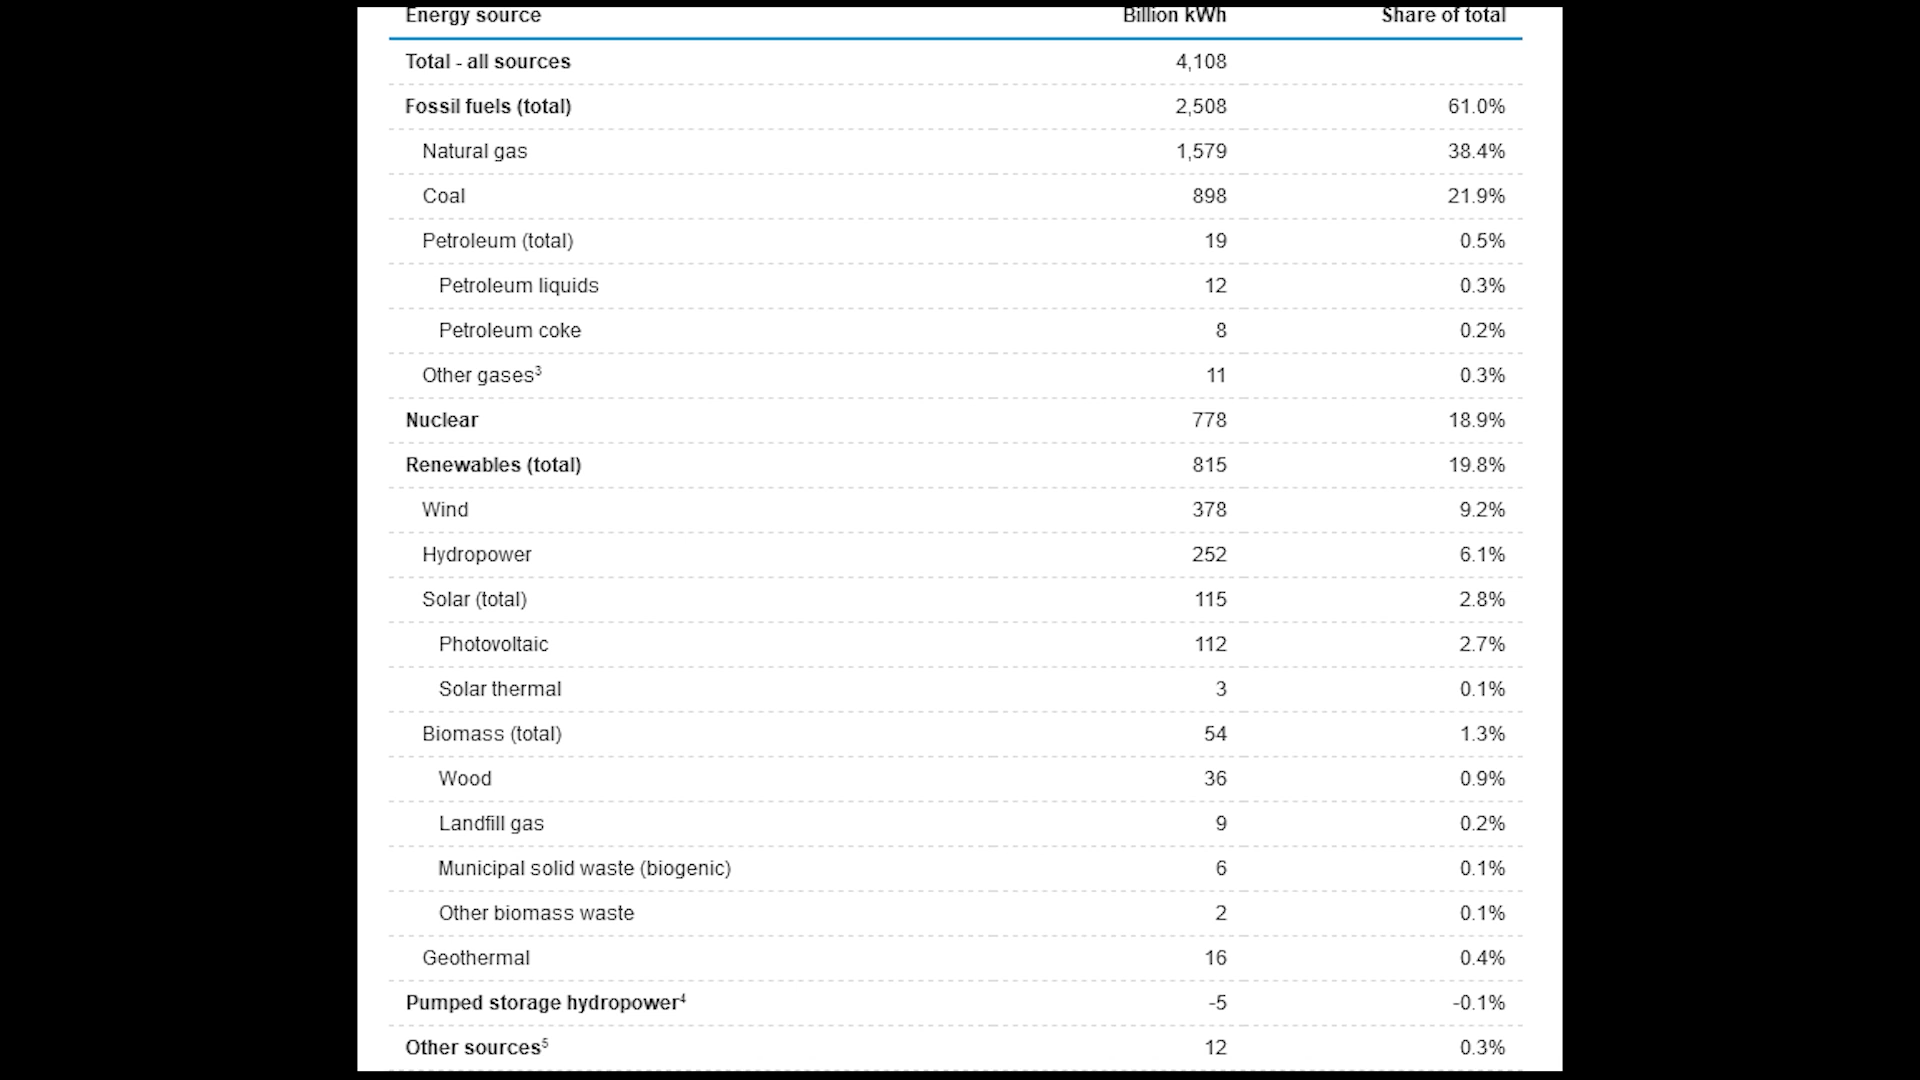 Energy source Billion kWh Share of total
Total - all sources 4,108
Fossil fuels (total) 2,508 61.0%
Natural gas 1,579 38.4%
Coal 898 21.9%
Petroleum (total) 19 0.5%
Petroleum liquids 12 0.3%
Petroleum coke 8 0.2%
Other gases³ 11 0.3%
Nuclear 778 18.9%
Renewables (total) 815 19.8%
Wind 378 9.2%
Hydropower 252 6.1%
Solar (total) 115 2.8%
Photovoltaic 112 2.7%
Solar thermal 3 0.1%
Biomass (total) 54 1.3%
Wood 36 0.9%
Landfill gas 9 0.2%
Municipal solid waste (biogenic) 6 0.1%
Other biomass waste 2 0.1%
Geothermal 16 0.4%
Pumped storage hydropower⁴ -5 -0.1%
Other sources⁵ 12 0.3%